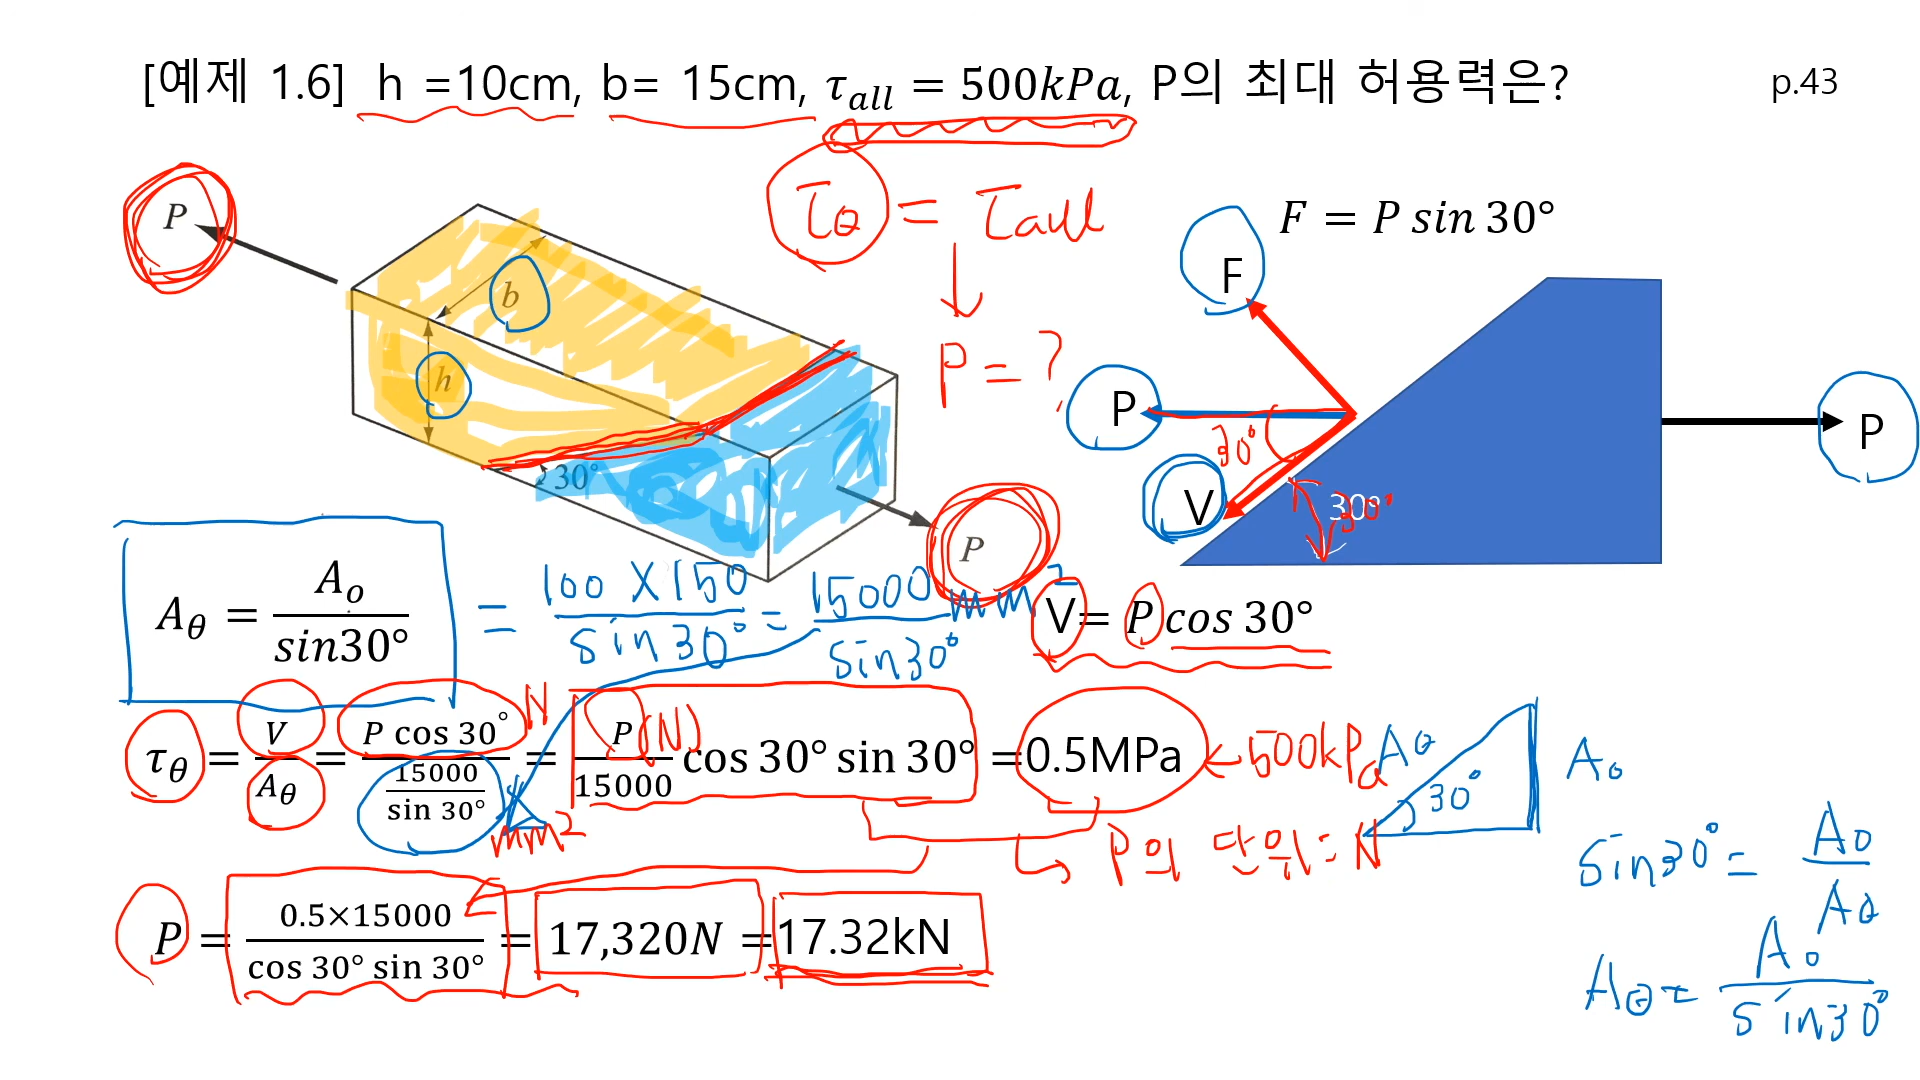 [예제 1.6] h =10cm, b= 15cm, τ_all = 500kPa, P의 최대 허용력은?
p.43
P
b
h
30°
P
τθ = τall
P = ?
F = P sin 30°
F
P
30°
V
30°
30°
P
Aθ = Ao / sin30° = 100 X 150 / sin30° = 15000 mm² / sin30°
V= P cos 30°
τθ = V / Aθ = P cos 30° N / (15000 / sin 30°) mm² = P (N) / 15000 cos 30° sin 30° =0.5MPa ← 500kPa
Aθ
30°
Ao
P의 단위 = N
sin30° = Ao / Aθ
P = 0.5×15000 / cos 30° sin 30° = 17,320N =17.32kN
Aθ = Ao / sin30°